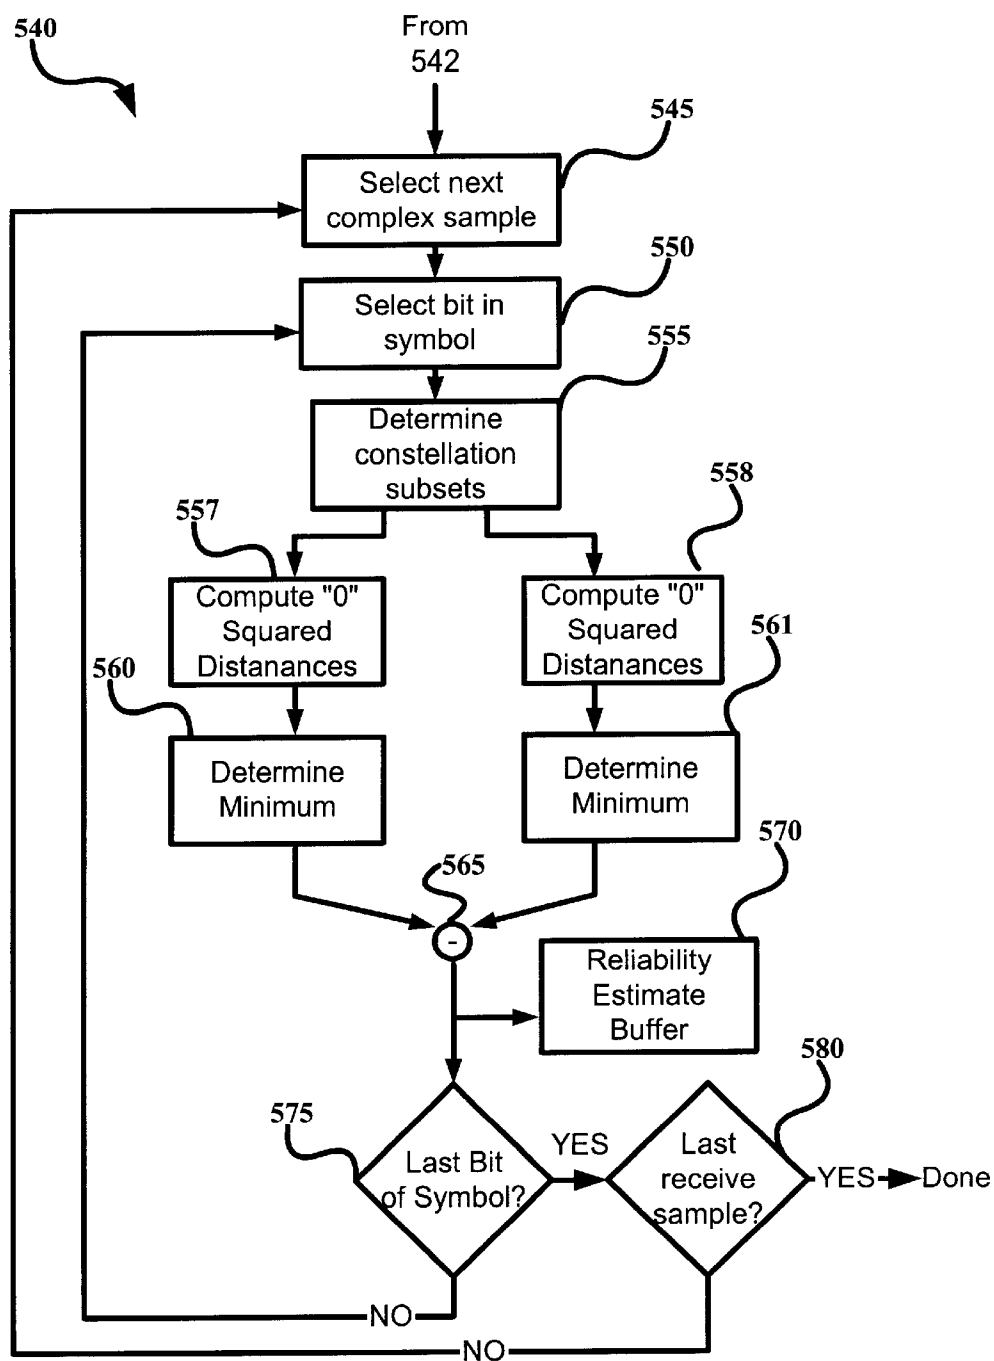 540
From
542
545
Select next
complex sample
550
Select bit in
symbol
555
Determine
constellation
subsets
557
558
Compute "0"
Squared
Distanances
Compute "0"
Squared
Distanances
560
561
Determine
Minimum
Determine
Minimum
565
570
-
Reliability
Estimate
Buffer
580
575
Last Bit
of Symbol?
YES
Last
receive
sample?
YES
Done
NO
NO